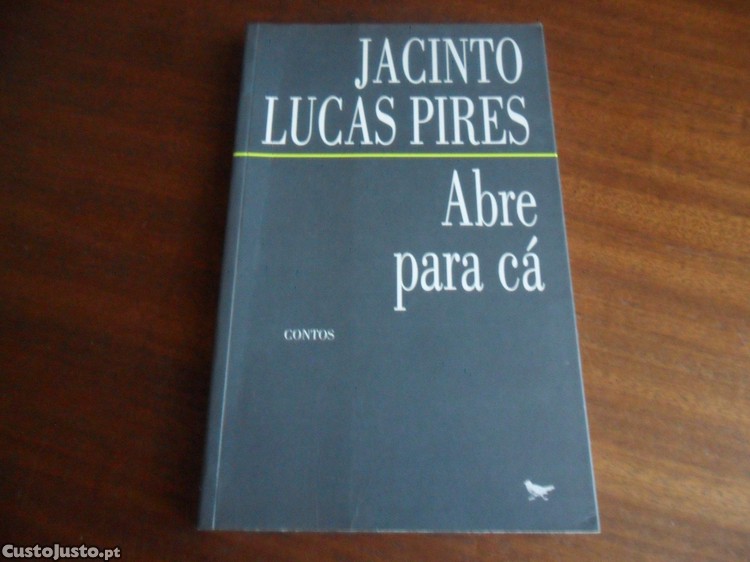 JACINTO
LUCAS PIRES
Abre
para cá
CONTOS
CustoJusto.pt